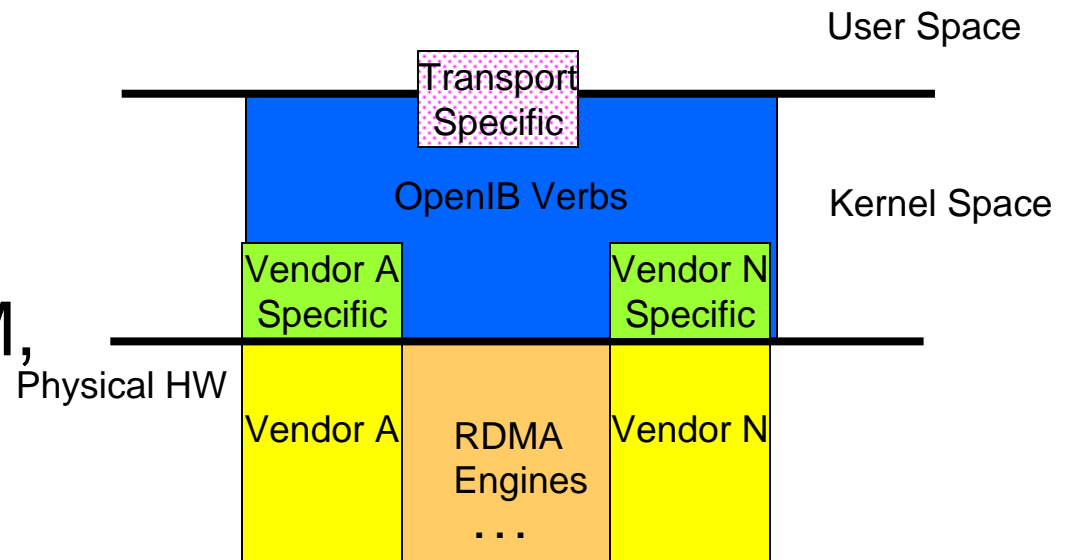 User Space
Transport
Specific
OpenIB Verbs
Kernel Space
Vendor A
Specific
Vendor N
Specific
M,
Physical HW
Vendor A
RDMA
Engines
...
Vendor N